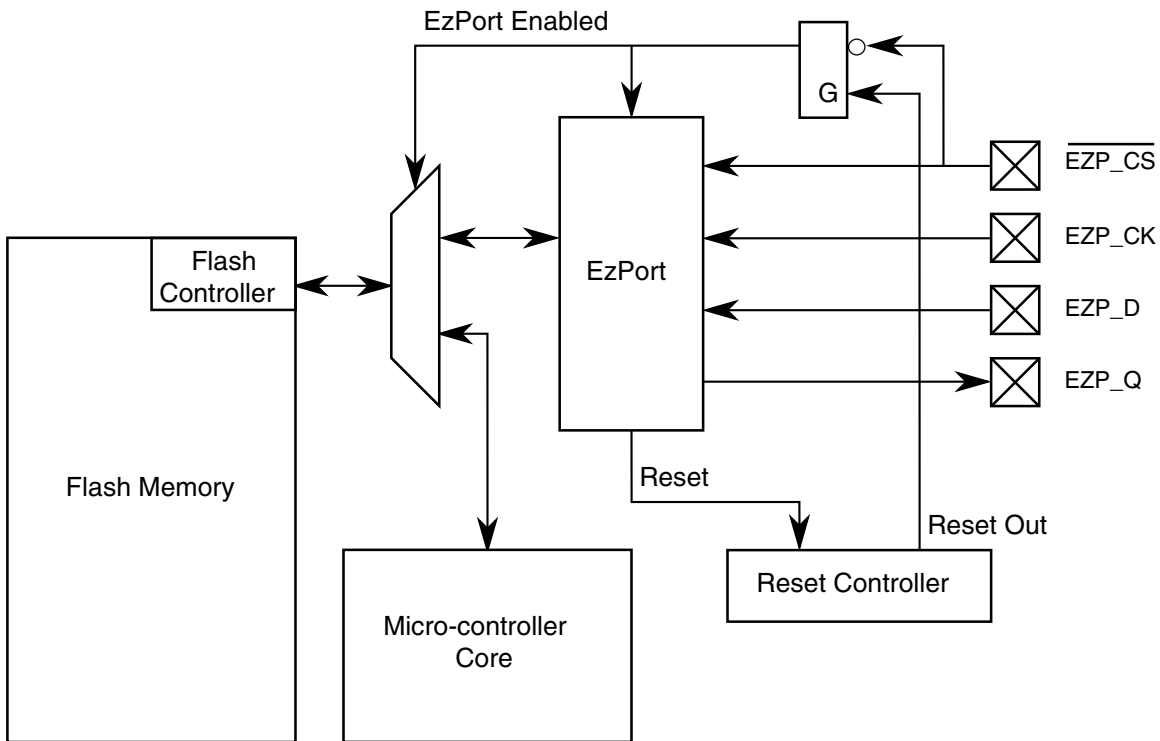 EzPort Enabled
G
EZP_CS
EZP_CK
EZP_D
EZP_Q
Flash
Controller
EzPort
Flash Memory
Reset
Reset Out
Reset Controller
Micro-controller
Core